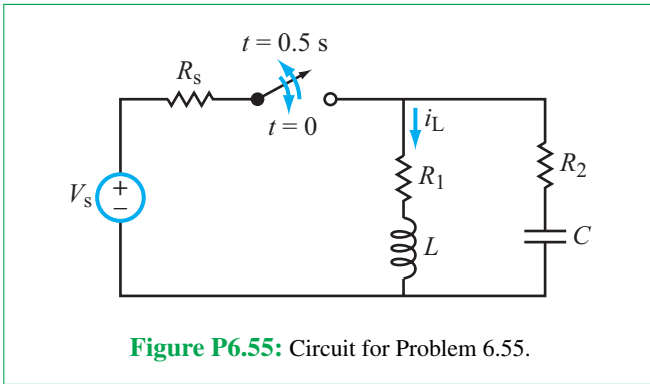 t = 0.5 s
Rs
t = 0
iL
R1
R2
Vs
+
−
L
C
Figure P6.55: Circuit for Problem 6.55.